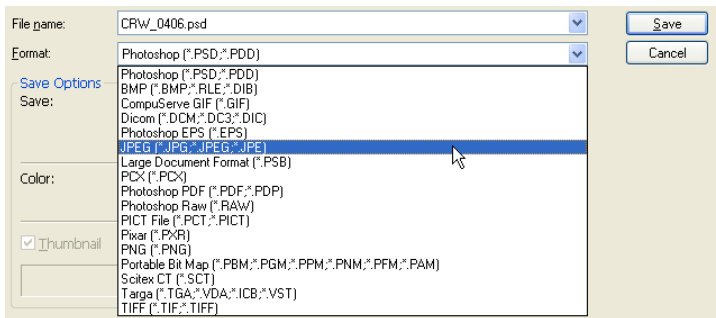 File name: CRW_0406.psd Save
Format: Photoshop (*.PSD;*.PDD) Cancel
Save Options
Save:
Color:
Thumbnail
Photoshop (*.PSD;*.PDD)
BMP (*.BMP;*.RLE;*.DIB)
CompuServe GIF (*.GIF)
Dicom (*.DCM;*.DC3;*.DIC)
Photoshop EPS (*.EPS)
JPEG (*.JPG;*.JPEG;*.JPE)
Large Document Format (*.PSB)
PCX (*.PCX)
Photoshop PDF (*.PDF;*.PDP)
Photoshop Raw (*.RAW)
PICT File (*.PCT;*.PICT)
Pixar (*.PXR)
PNG (*.PNG)
Portable Bit Map (*.PBM;*.PGM;*.PPM;*.PNM;*.PFM;*.PAM)
Scitex CT (*.SCT)
Targa (*.TGA;*.VDA;*.ICB;*.VST)
TIFF (*.TIF;*.TIFF)